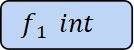 f₁ int